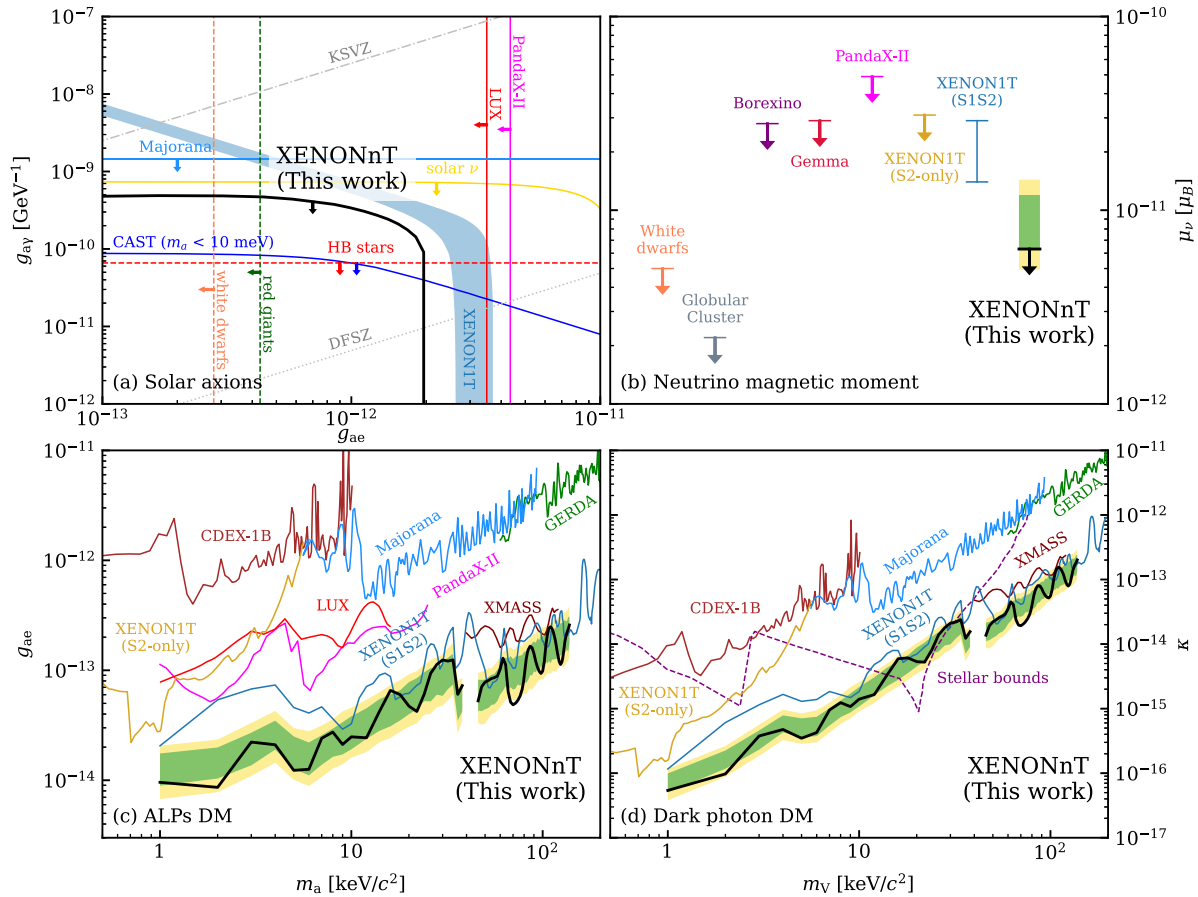 10⁻⁷
10⁻⁸
10⁻⁹
10⁻¹⁰
10⁻¹¹
10⁻¹²
g_aγ [GeV⁻¹]
KSVZ
PandaX-II
LUX
Majorana
XENONnT
(This work)
solar ν
CAST (m_a < 10 meV)
HB stars
white dwarfs
red giants
DFSZ
XENON1T
(a) Solar axions
10⁻¹³
10⁻¹²
10⁻¹¹
g_ae
PandaX-II
XENON1T
(S1S2)
Borexino
Gemma
XENON1T
(S2-only)
White
dwarfs
Globular
Cluster
XENONnT
(This work)
(b) Neutrino magnetic moment
10⁻¹⁰
10⁻¹¹
10⁻¹²
μ_ν [μ_B]
10⁻¹¹
10⁻¹²
10⁻¹³
10⁻¹⁴
g_ae
CDEX-1B
Majorana
GERDA
PandaX-II
LUX
XMASS
XENON1T
(S2-only)
XENON1T
(S1S2)
XENONnT
(This work)
(c) ALPs DM
1
10
10²
m_a [keV/c²]
GERDA
Majorana
XMASS
CDEX-1B
XENON1T
(S1S2)
Stellar bounds
XENON1T
(S2-only)
XENONnT
(This work)
(d) Dark photon DM
1
10
10²
m_V [keV/c²]
10⁻¹¹
10⁻¹²
10⁻¹³
10⁻¹⁴
10⁻¹⁵
10⁻¹⁶
10⁻¹⁷
κ